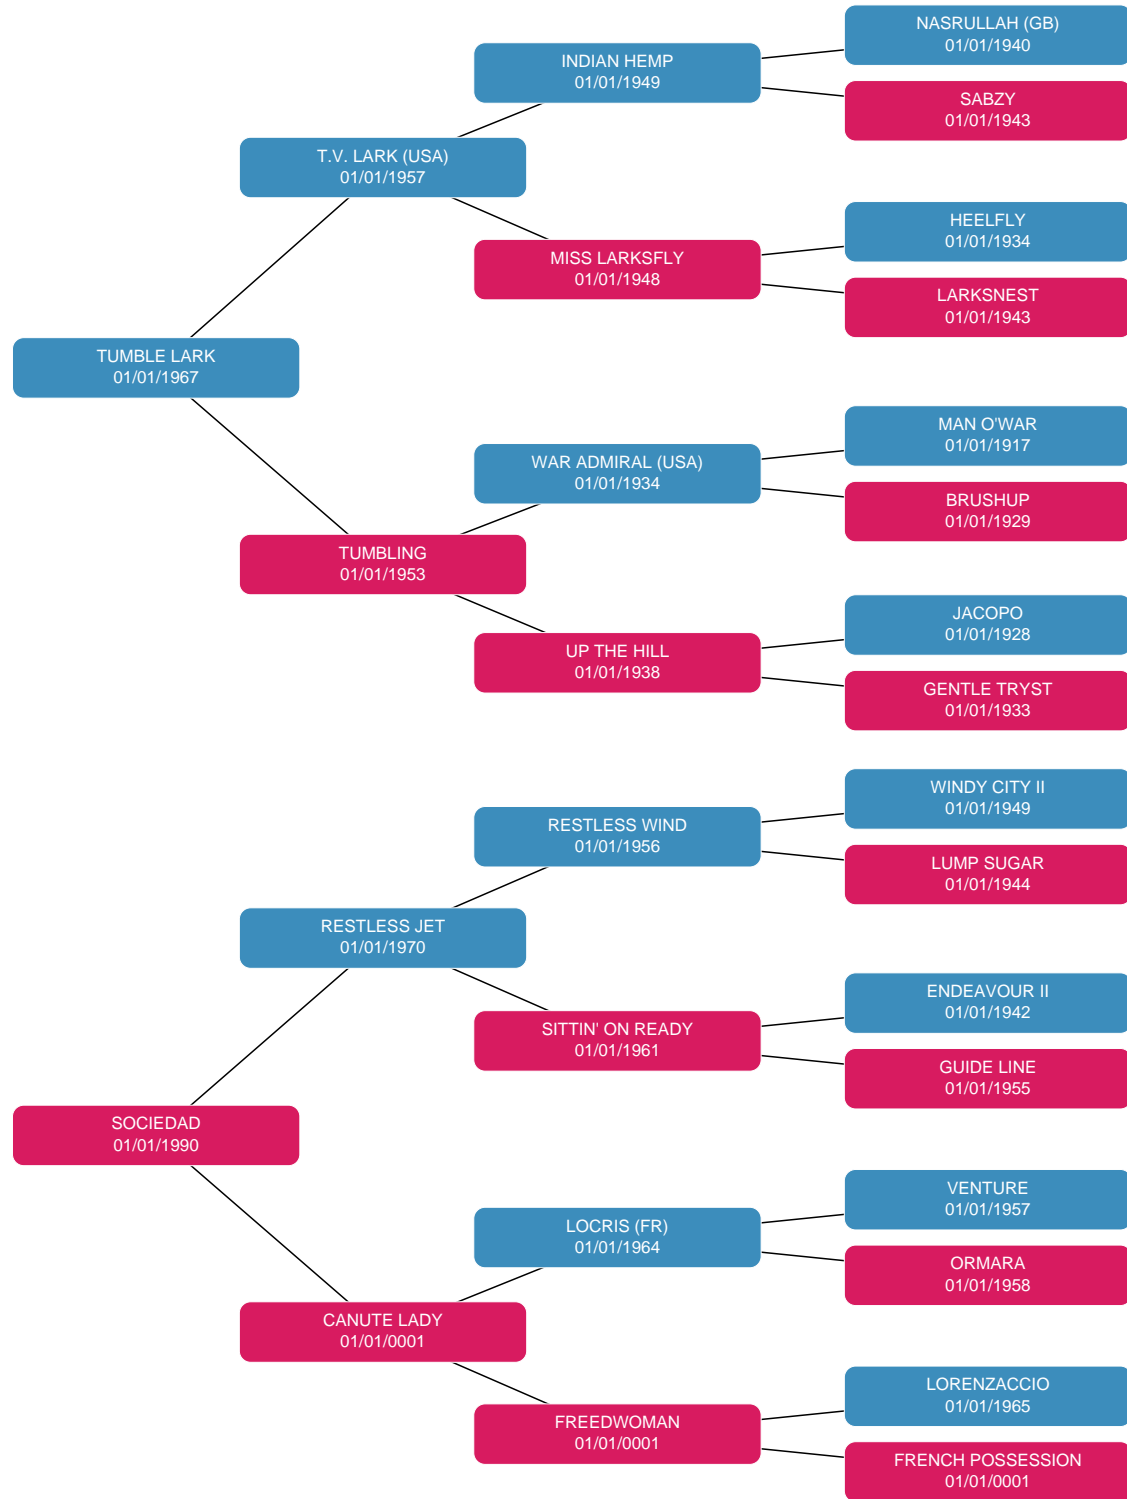 NASRULLAH (GB)
01/01/1940
INDIAN HEMP
01/01/1949
SABZY
01/01/1943
T.V. LARK (USA)
01/01/1957
HEELFLY
01/01/1934
MISS LARKSFLY
01/01/1948
LARKSNEST
01/01/1943
TUMBLE LARK
01/01/1967
MAN O'WAR
01/01/1917
WAR ADMIRAL (USA)
01/01/1934
BRUSHUP
01/01/1929
TUMBLING
01/01/1953
JACOPO
01/01/1928
UP THE HILL
01/01/1938
GENTLE TRYST
01/01/1933
WINDY CITY II
01/01/1949
RESTLESS WIND
01/01/1956
LUMP SUGAR
01/01/1944
RESTLESS JET
01/01/1970
ENDEAVOUR II
01/01/1942
SITTIN' ON READY
01/01/1961
GUIDE LINE
01/01/1955
SOCIEDAD
01/01/1990
VENTURE
01/01/1957
LOCRIS (FR)
01/01/1964
ORMARA
01/01/1958
CANUTE LADY
01/01/0001
LORENZACCIO
01/01/1965
FREEDWOMAN
01/01/0001
FRENCH POSSESSION
01/01/0001